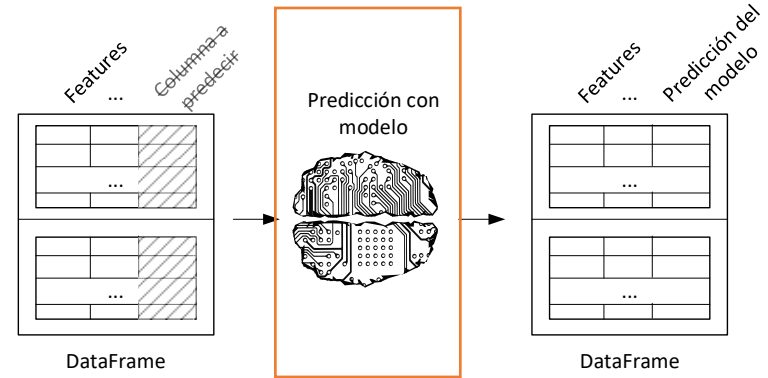 Features
...
Columna a
predecir
...
...
DataFrame
Predicción con
modelo
Features
...
Predicción del
modelo
...
...
DataFrame